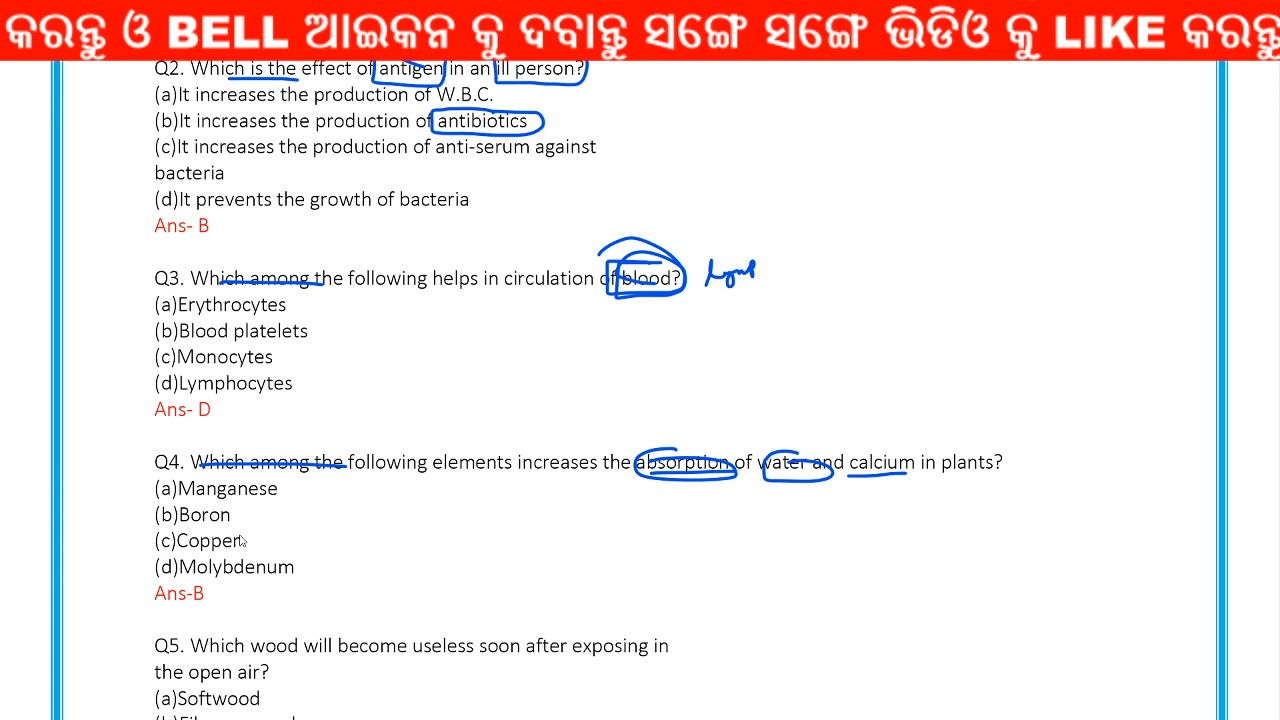 କରନ୍ତୁ ଓ BELL ଆଇକନ କୁ ଦବାନ୍ତୁ ସଙ୍ଗେ ସଙ୍ଗେ ଭିଡିଓ କୁ LIKE କରନ୍ତୁ
Q2. Which is the effect of antigen in an ill person?
(a)It increases the production of W.B.C.
(b)It increases the production of antibiotics
(c)It increases the production of anti-serum against
bacteria
(d)It prevents the growth of bacteria
Ans- B
Q3. Which among the following helps in circulation of blood?
(a)Erythrocytes
(b)Blood platelets
(c)Monocytes
(d)Lymphocytes
Ans- D
Q4. Which among the following elements increases the absorption of water and calcium in plants?
(a)Manganese
(b)Boron
(c)Copper
(d)Molybdenum
Ans-B
Q5. Which wood will become useless soon after exposing in
the open air?
(a)Softwood